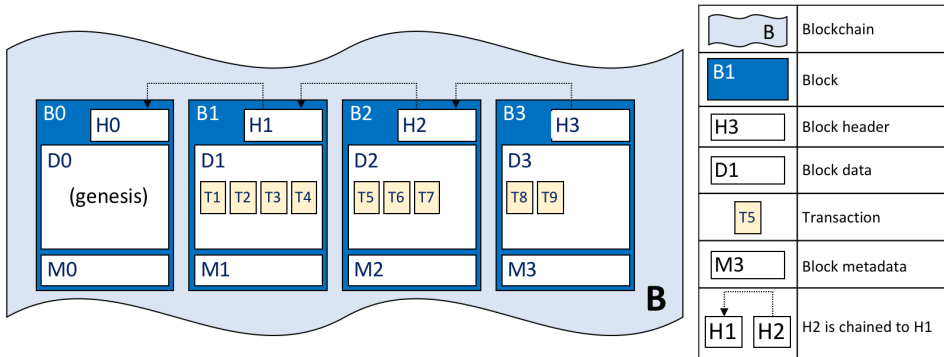 B0
H0
D0
(genesis)
M0
B1
H1
D1
T1 T2 T3 T4
M1
B2
H2
D2
T5 T6 T7
M2
B3
H3
D3
T8 T9
M3
B
B Blockchain
B1 Block
H3 Block header
D1 Block data
T5 Transaction
M3 Block metadata
H1 H2 H2 is chained to H1